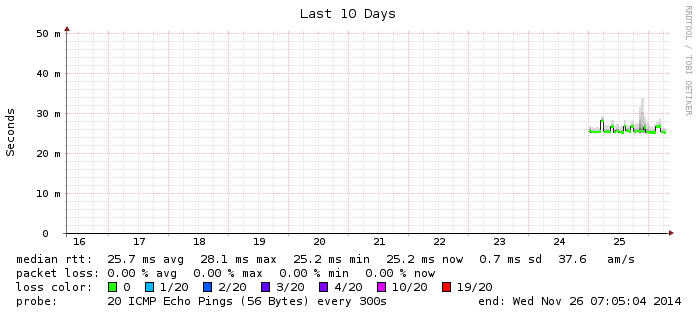 Last 10 Days
RRDTOOL / TOBI OETIKER
Seconds
50 m
40 m
30 m
20 m
10 m
0
16 17 18 19 20 21 22 23 24 25
median rtt: 25.7 ms avg 28.1 ms max 25.2 ms min 25.2 ms now 0.7 ms sd 37.6 am/s
packet loss: 0.00 % avg 0.00 % max 0.00 % min 0.00 % now
loss color: 0 1/20 2/20 3/20 4/20 10/20 19/20
probe: 20 ICMP Echo Pings (56 Bytes) every 300s end: Wed Nov 26 07:05:04 2014